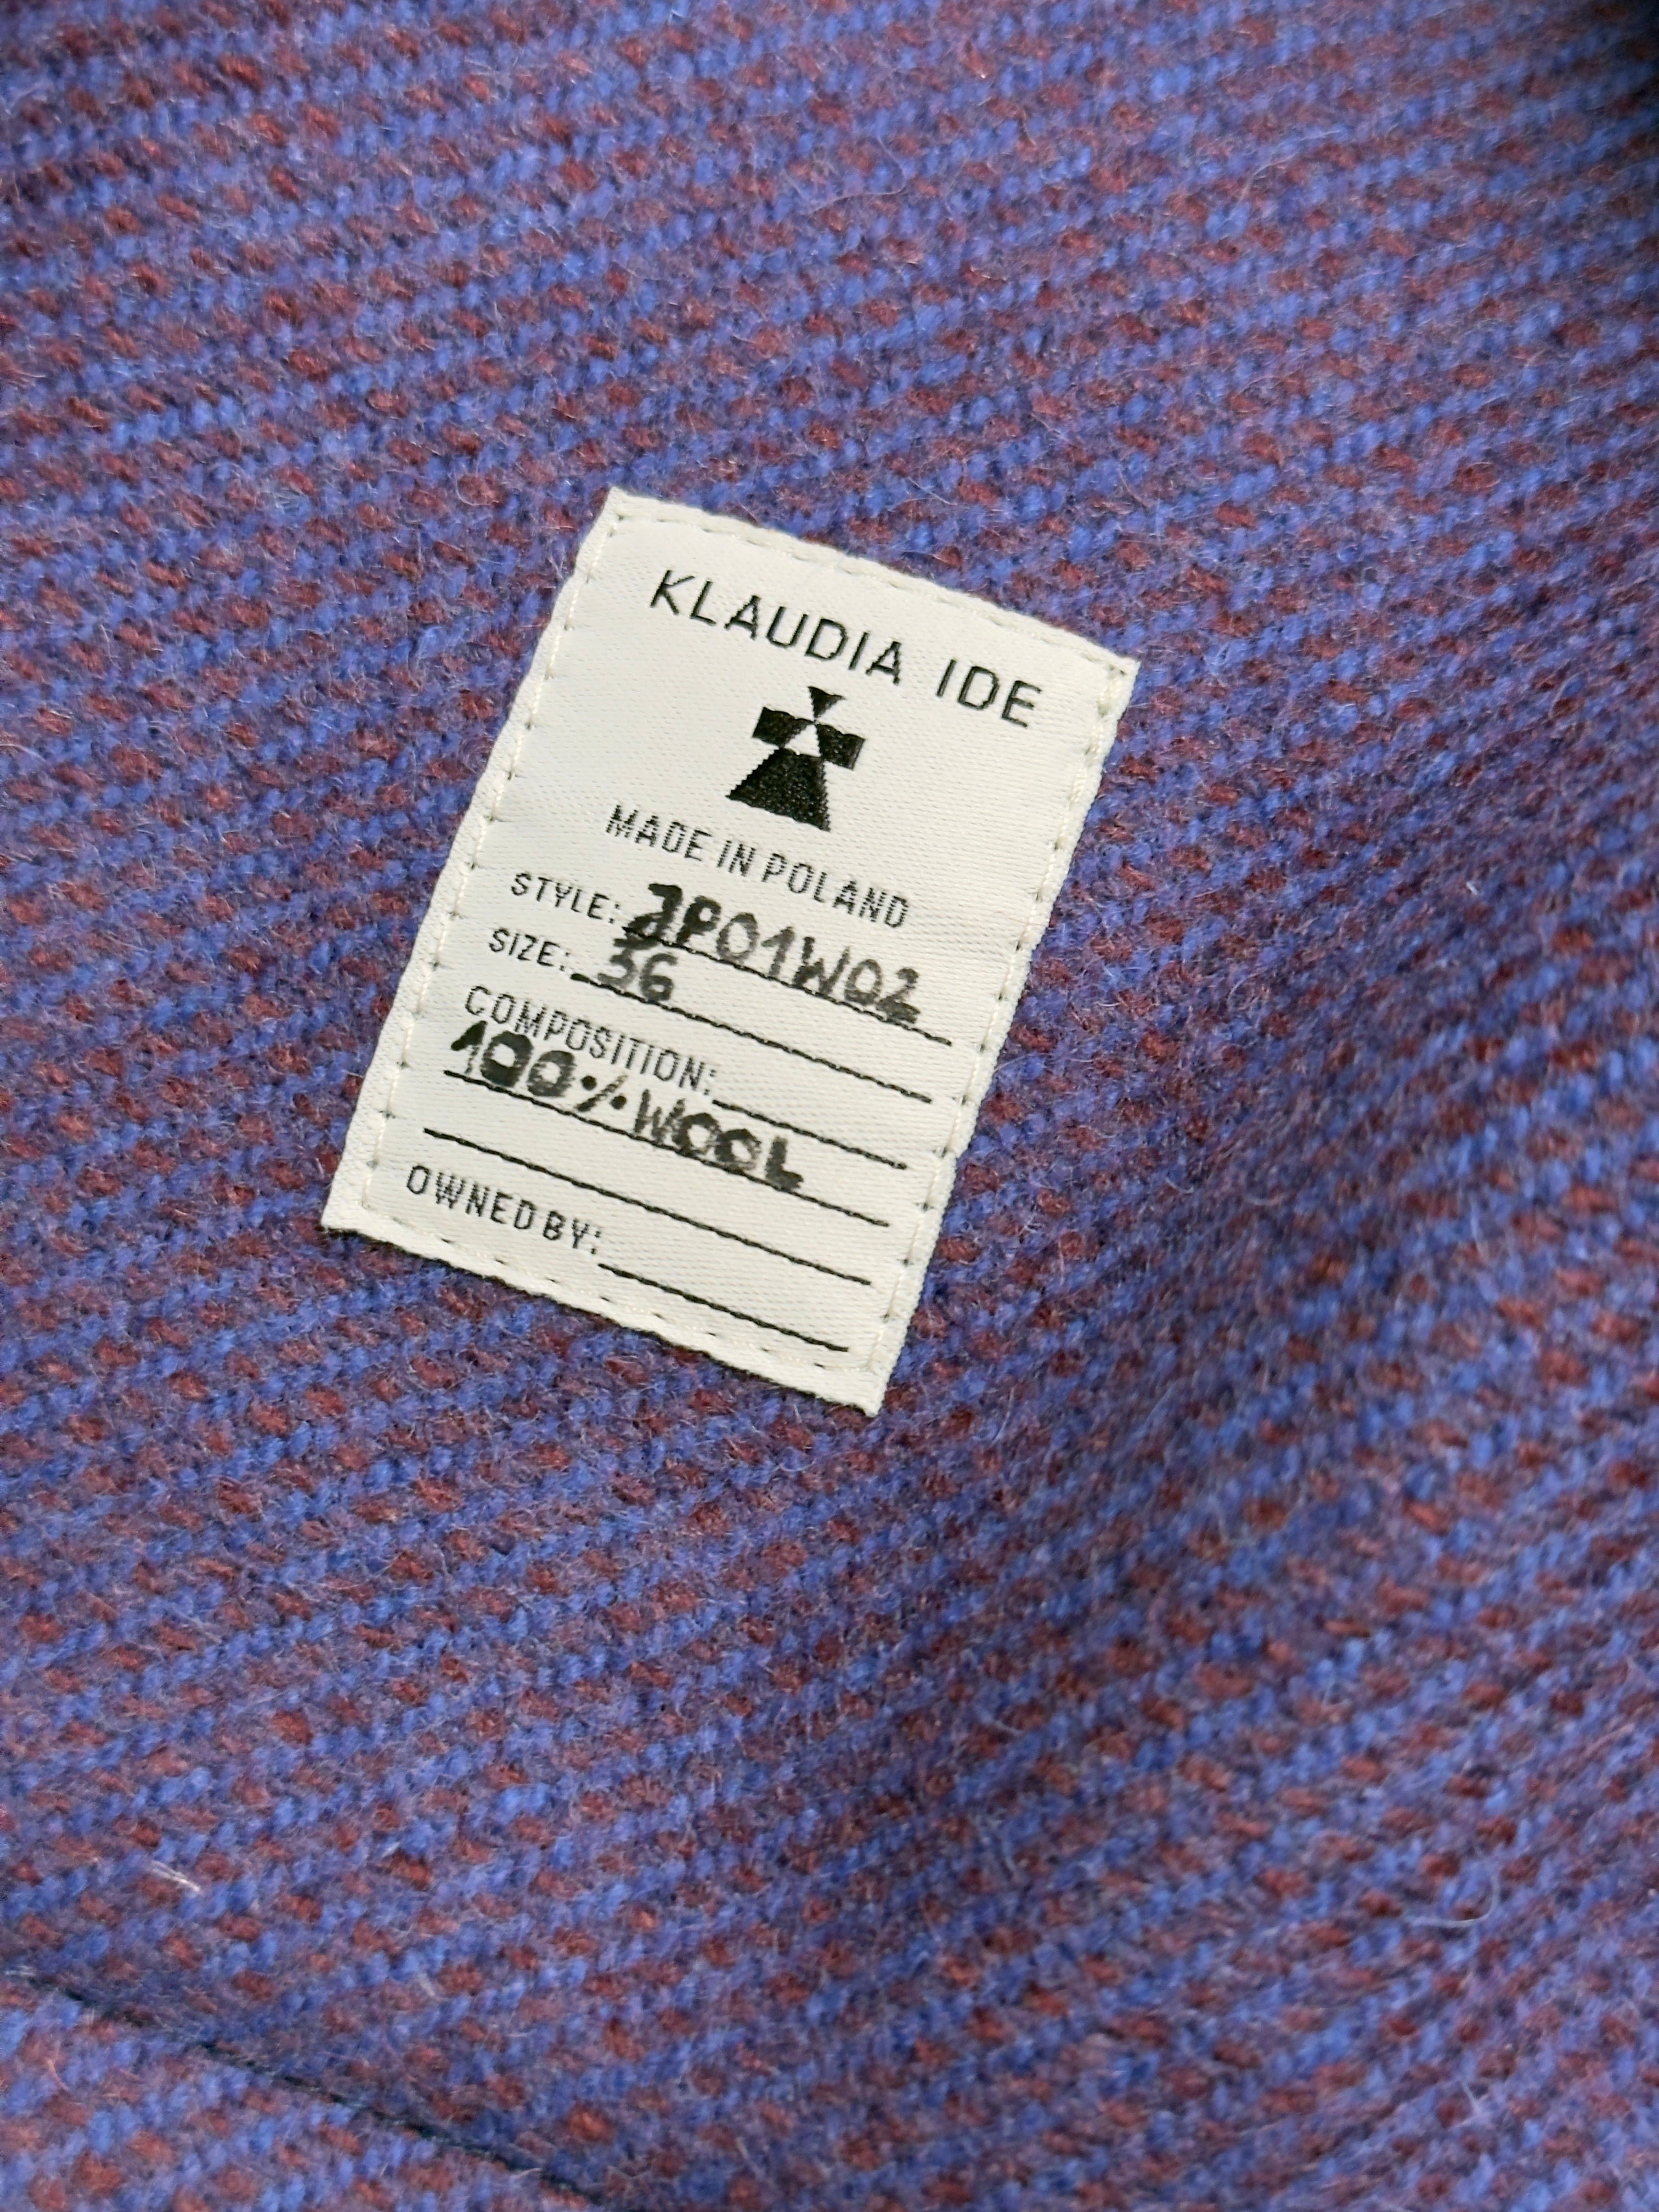 KLAUDIA IDE
MADE IN POLAND
STYLE: JP01W02
SIZE: 36
COMPOSITION:
100% WOOL
OWNED BY: